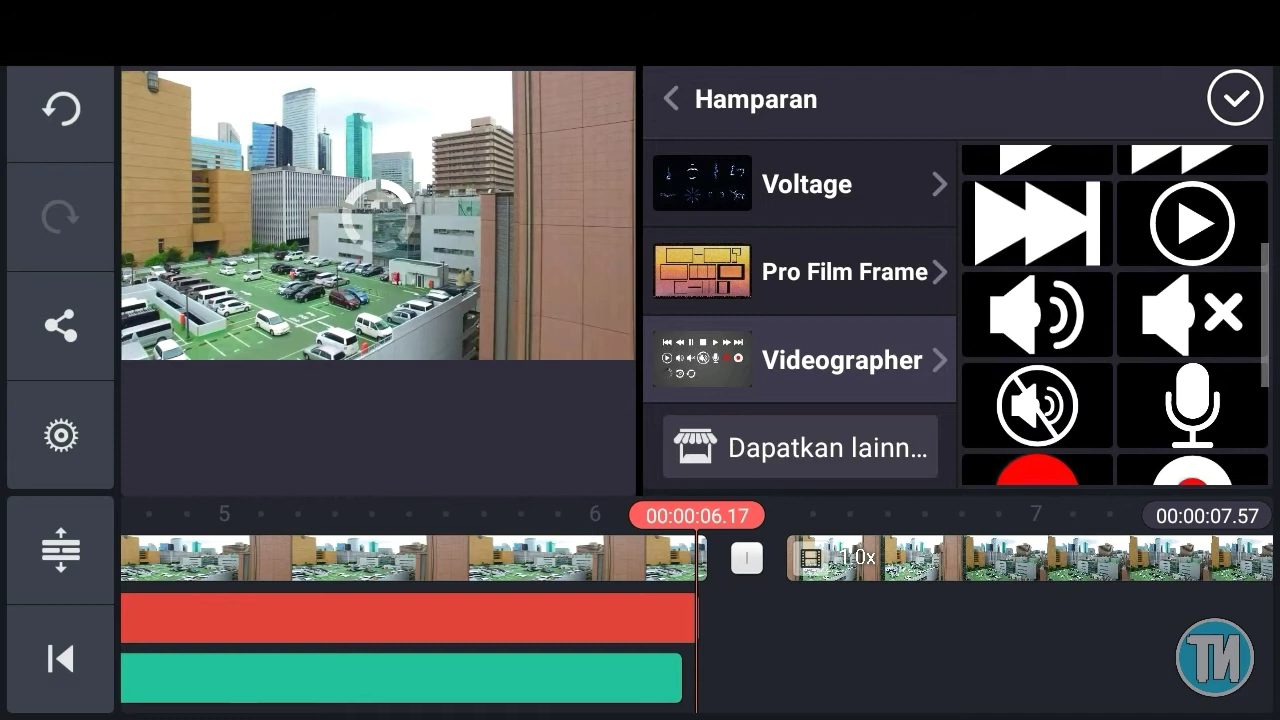 Hamparan
Voltage
Pro Film Frame
Videographer
Dapatkan lainn...
5
6
00:00:06.17
7
00:00:07.57
1.0x
TИ